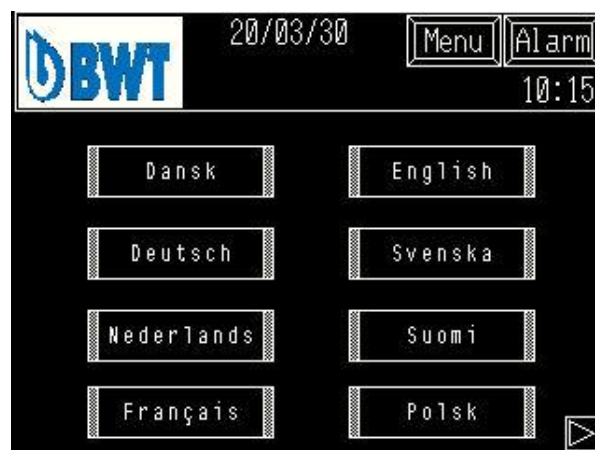 BWT
20/03/30
Menu
Alarm
10:15
Dansk
English
Deutsch
Svenska
Nederlands
Suomi
Français
Polsk